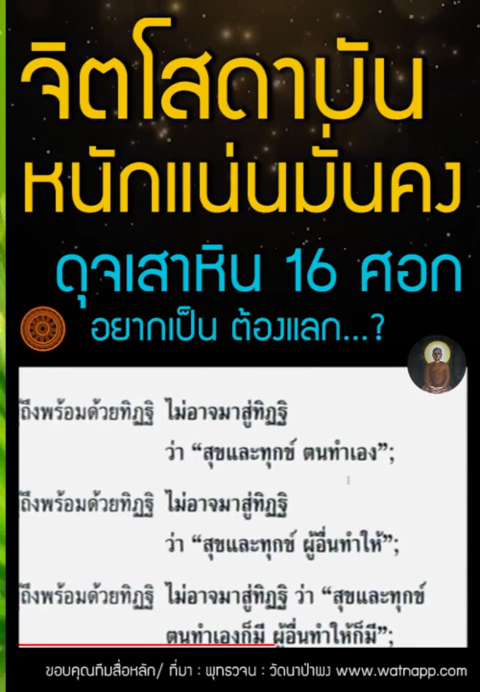 จิตโสดาบัน
หนักแน่นมั่นคง
ดุจเสาหิน 16 ศอก
อยากเป็น ต้องแลก...?
ถึงพร้อมด้วยทิฏฐิ ไม่อาจมาสู่ทิฏฐิ
ว่า “สุขและทุกข์ ตนทำเอง”;
ถึงพร้อมด้วยทิฏฐิ ไม่อาจมาสู่ทิฏฐิ
ว่า “สุขและทุกข์ ผู้อื่นทำให้”;
ถึงพร้อมด้วยทิฏฐิ ไม่อาจมาสู่ทิฏฐิ ว่า “สุขและทุกข์
ตนทำเองก็มี ผู้อื่นทำให้ก็มี”;
ขอบคุณทีมสื่อหลัก/ ที่มา : พุทธวจน : วัดนาป่าพง www.watnapp.com